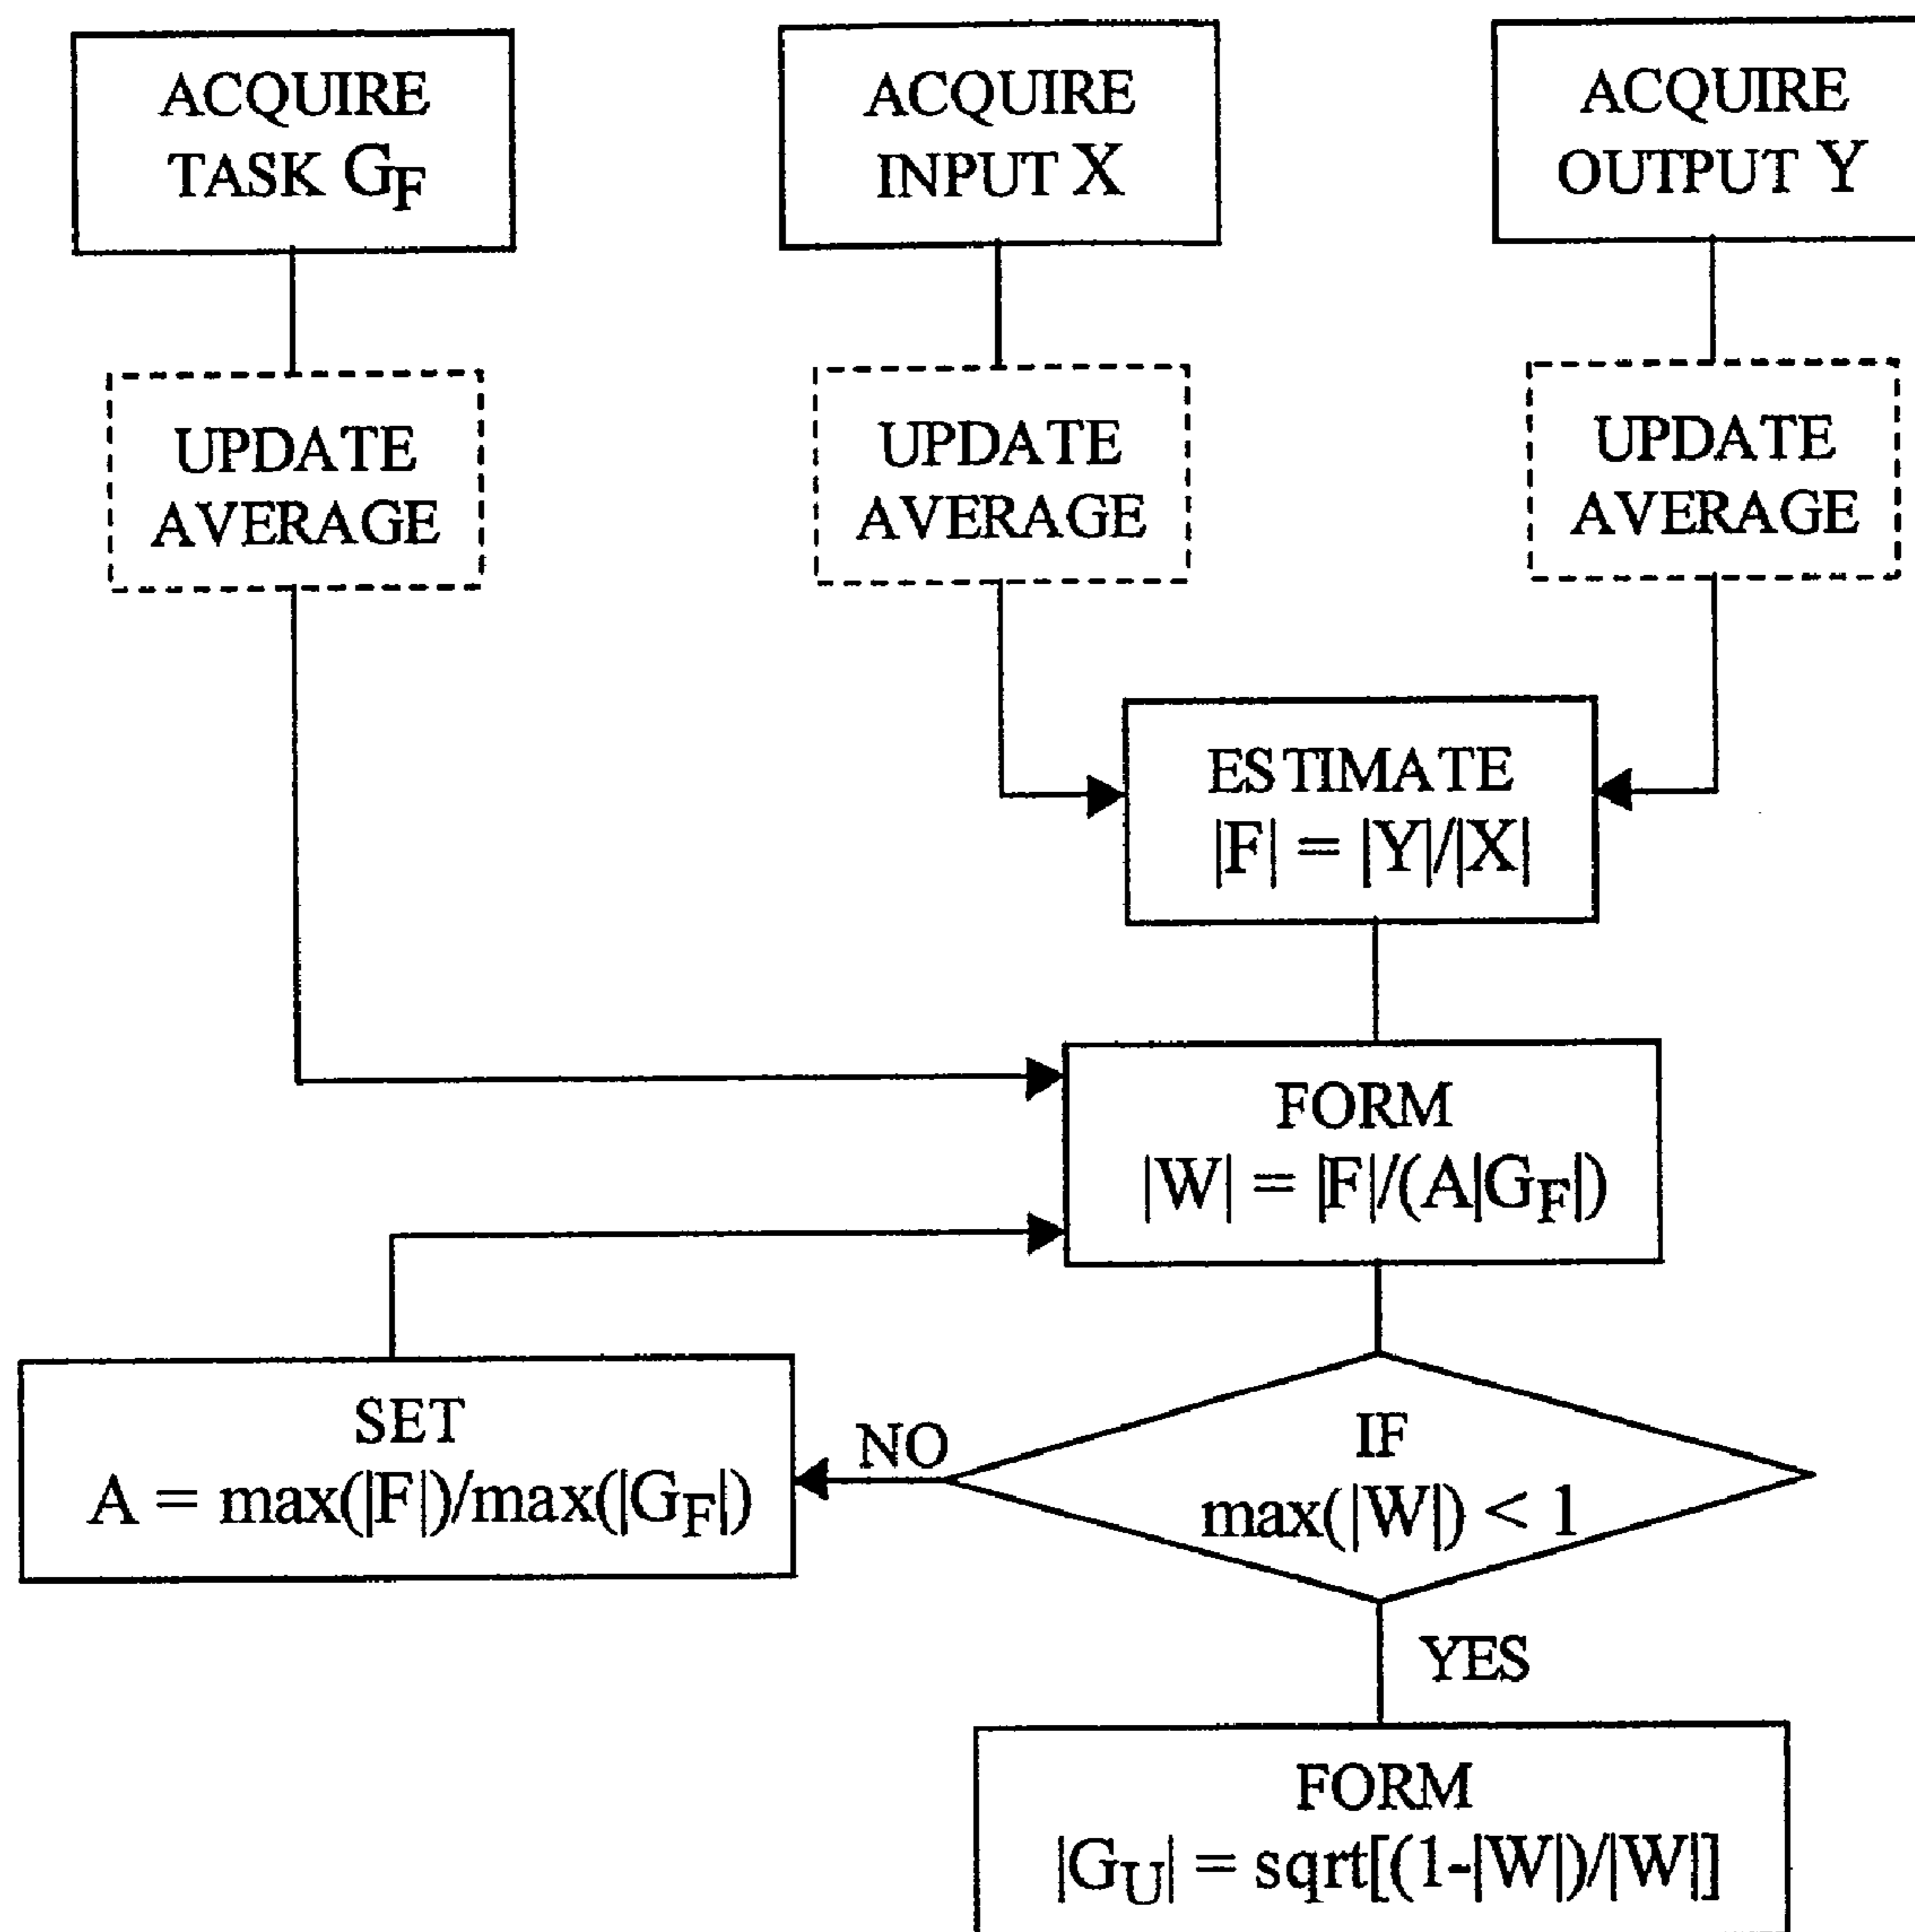 ACQUIRE
TASK GF
ACQUIRE
INPUT X
ACQUIRE
OUTPUT Y
UPDATE
AVERAGE
UPDATE
AVERAGE
UPDATE
AVERAGE
ESTIMATE
|F| = |Y|/|X|
FORM
|W| = |F|/(A|GF|)
SET
A = max(|F|)/max(|GF|)
NO
IF
max(|W|) < 1
YES
FORM
|GU| = sqrt[(1-|W|)/|W|]